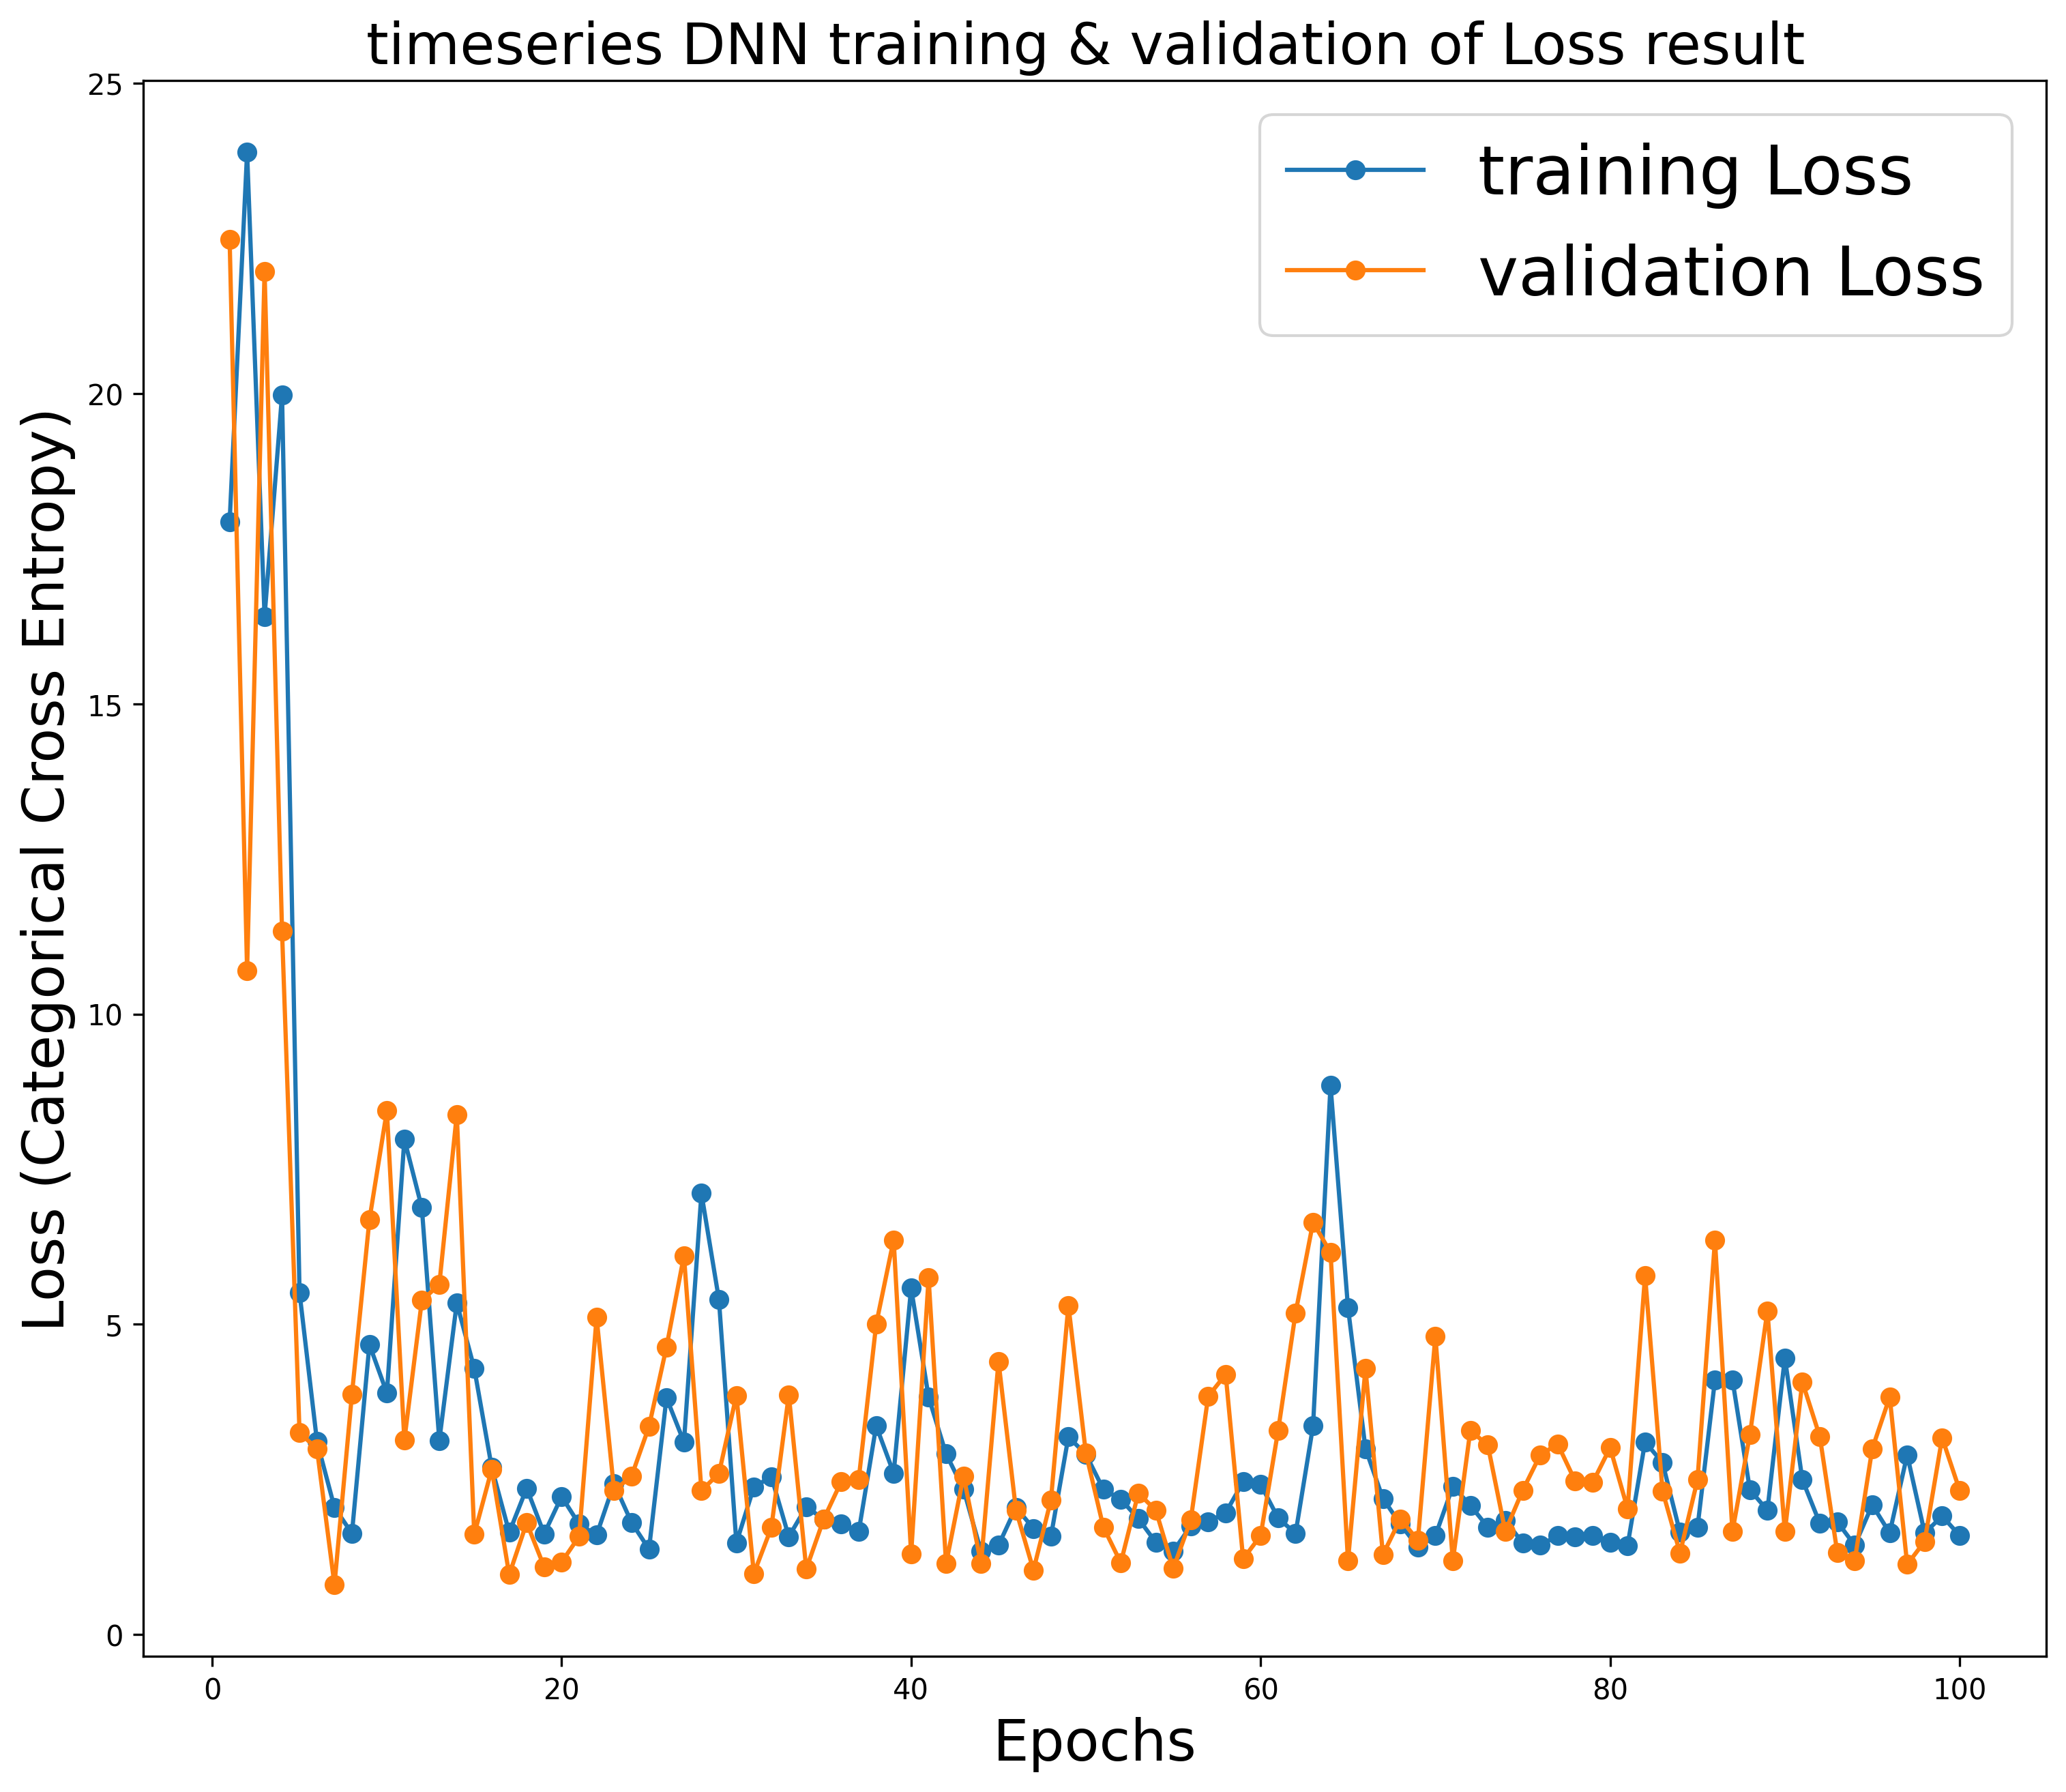 timeseries DNN training & validation of Loss result
training Loss
validation Loss
Loss (Categorical Cross Entropy)
25
20
15
10
5
0
0 20 40 60 80 100
Epochs